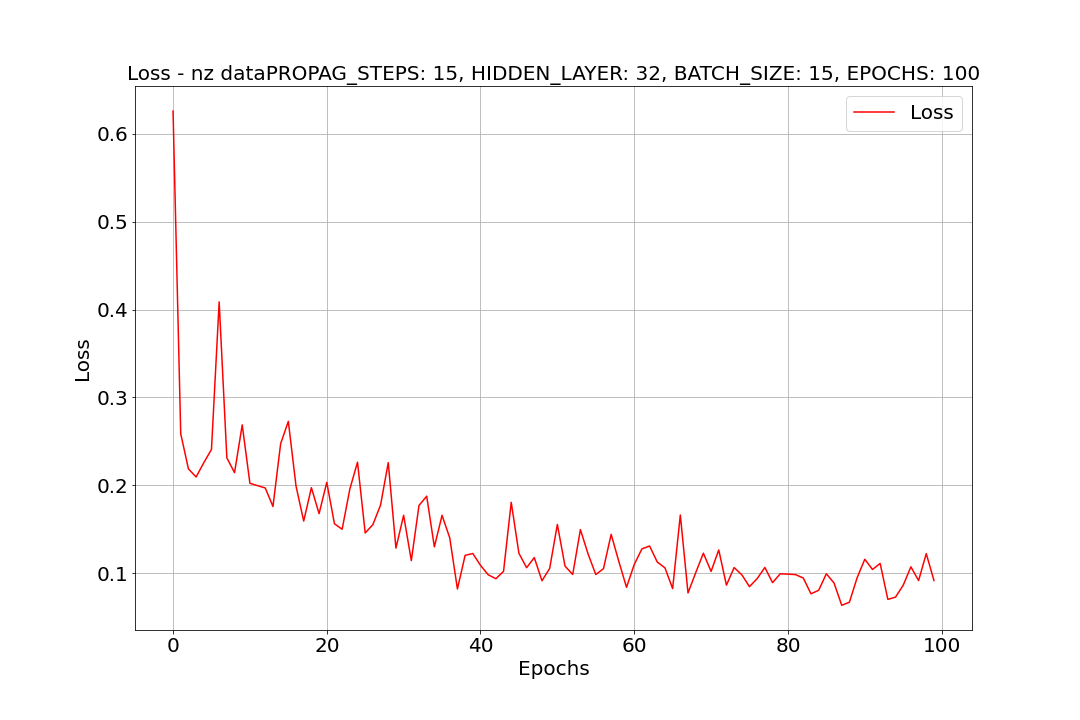 Loss - nz dataPROPAG_STEPS: 15, HIDDEN_LAYER: 32, BATCH_SIZE: 15, EPOCHS: 100
Loss
0.6
0.5
0.4
0.3
0.2
0.1
Loss
0 20 40 60 80 100
Epochs